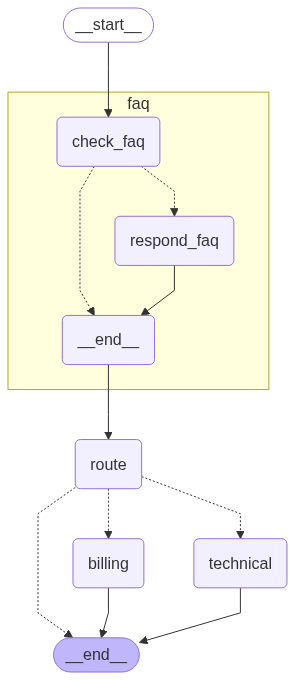 __start__
faq
check_faq
respond_faq
__end__
route
billing
technical
__end__